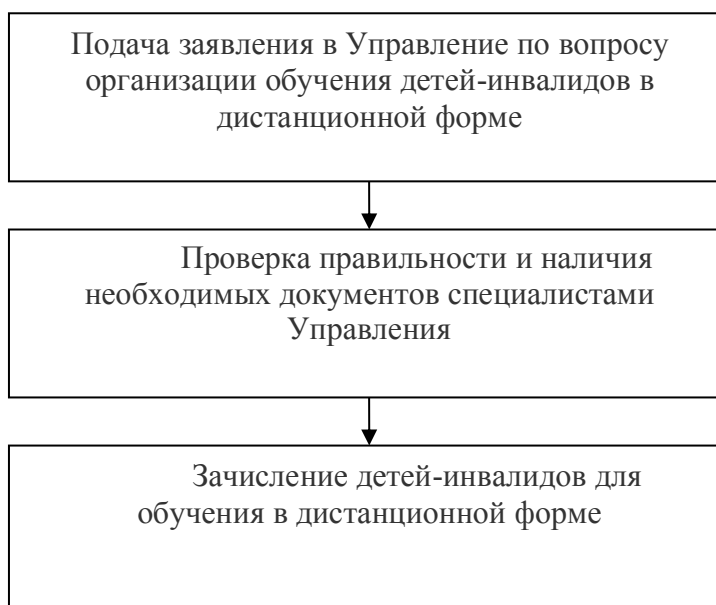 Подача заявления в Управление по вопросу
организации обучения детей-инвалидов в
дистанционной форме
Проверка правильности и наличия
необходимых документов специалистами
Управления
Зачисление детей-инвалидов для
обучения в дистанционной форме